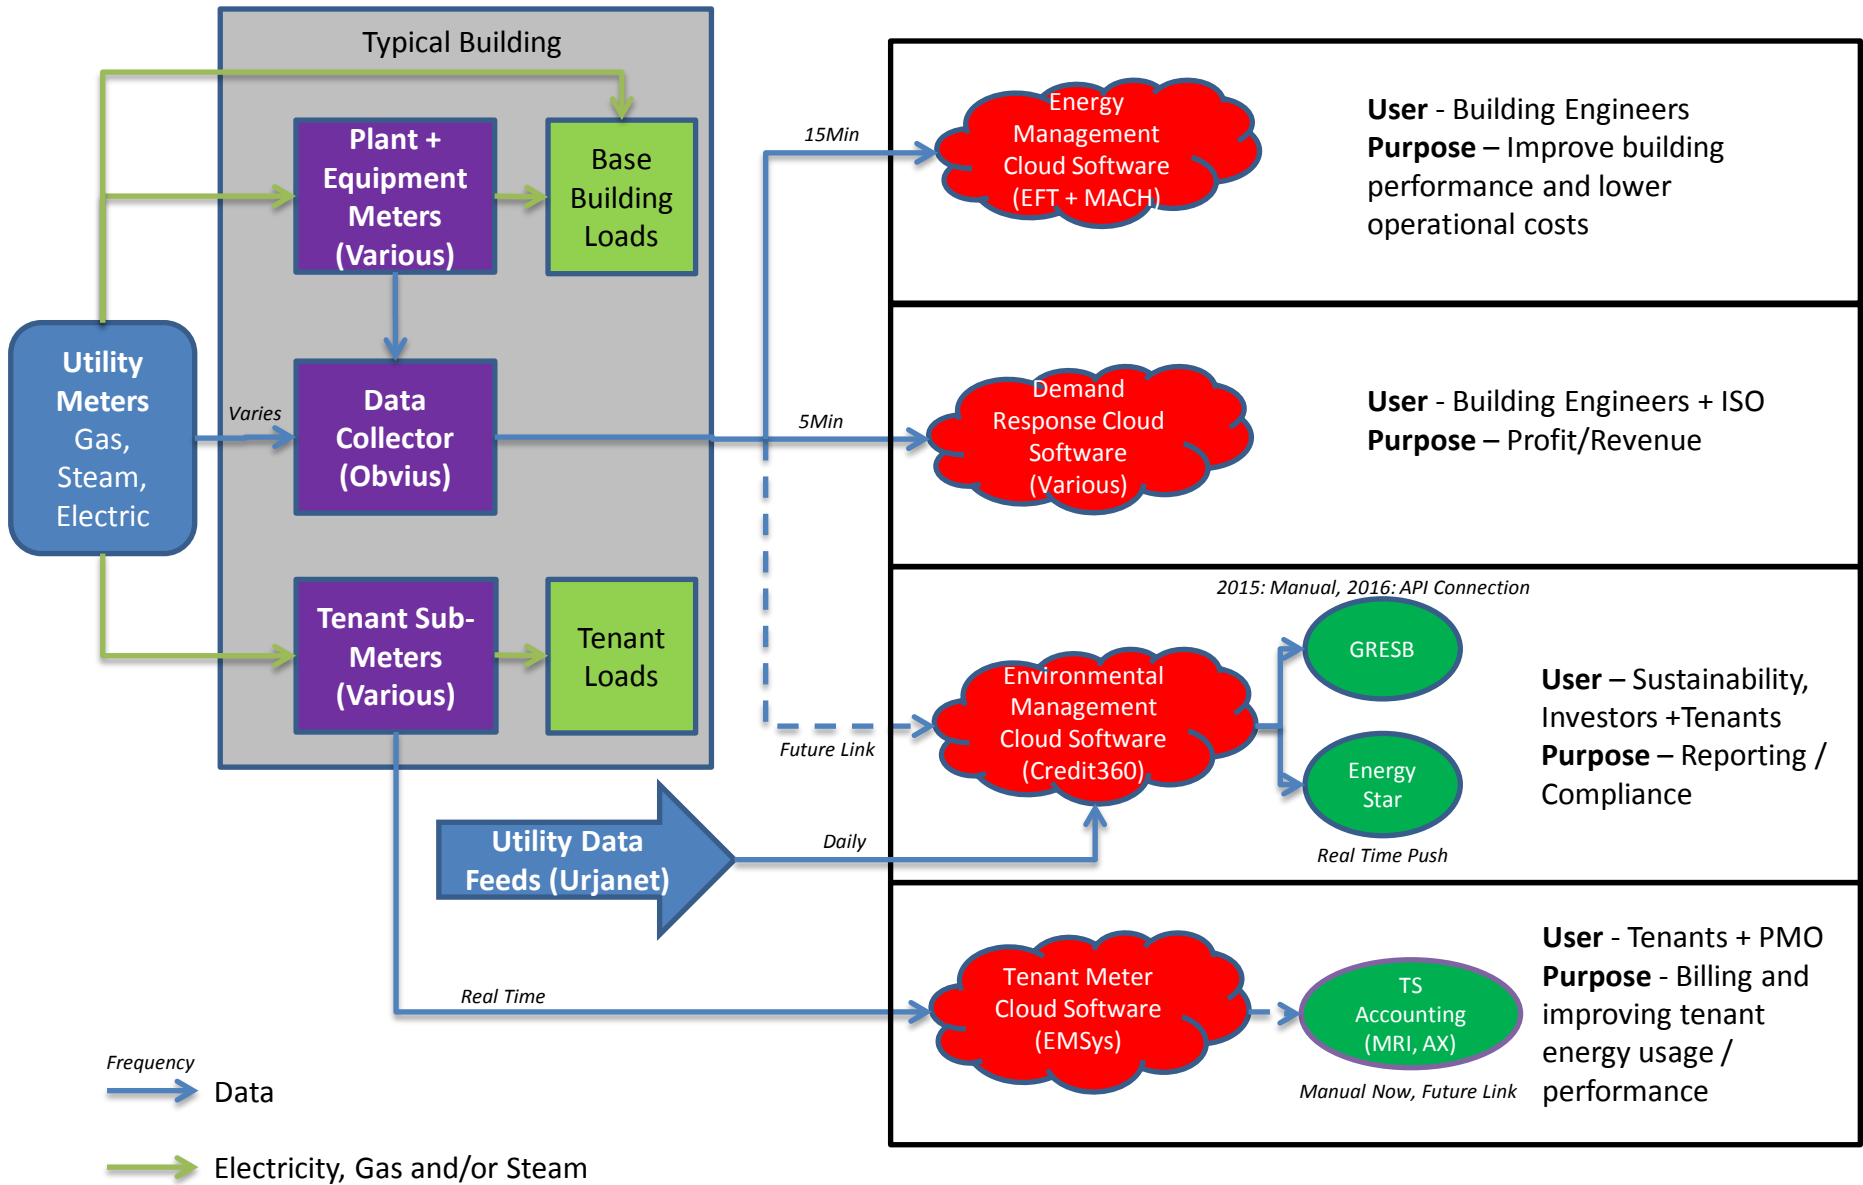 Typical Building
Plant +
Equipment
Meters
(Various)
Base
Building
Loads
Utility
Meters
Gas,
Steam,
Electric
Varies
Data
Collector
(Obvius)
Tenant Sub-
Meters
(Various)
Tenant
Loads
Utility Data
Feeds (Urjanet)
15Min
5Min
Future Link
Daily
Real Time
Energy
Management
Cloud Software
(EFT + MACH)
User - Building Engineers
Purpose – Improve building
performance and lower
operational costs
Demand
Response Cloud
Software
(Various)
User - Building Engineers + ISO
Purpose – Profit/Revenue
2015: Manual, 2016: API Connection
Environmental
Management
Cloud Software
(Credit360)
GRESB
Energy
Star
Real Time Push
User – Sustainability,
Investors +Tenants
Purpose – Reporting /
Compliance
Tenant Meter
Cloud Software
(EMSys)
TS
Accounting
(MRI, AX)
Manual Now, Future Link
User - Tenants + PMO
Purpose - Billing and
improving tenant
energy usage /
performance
Frequency
Data
Electricity, Gas and/or Steam